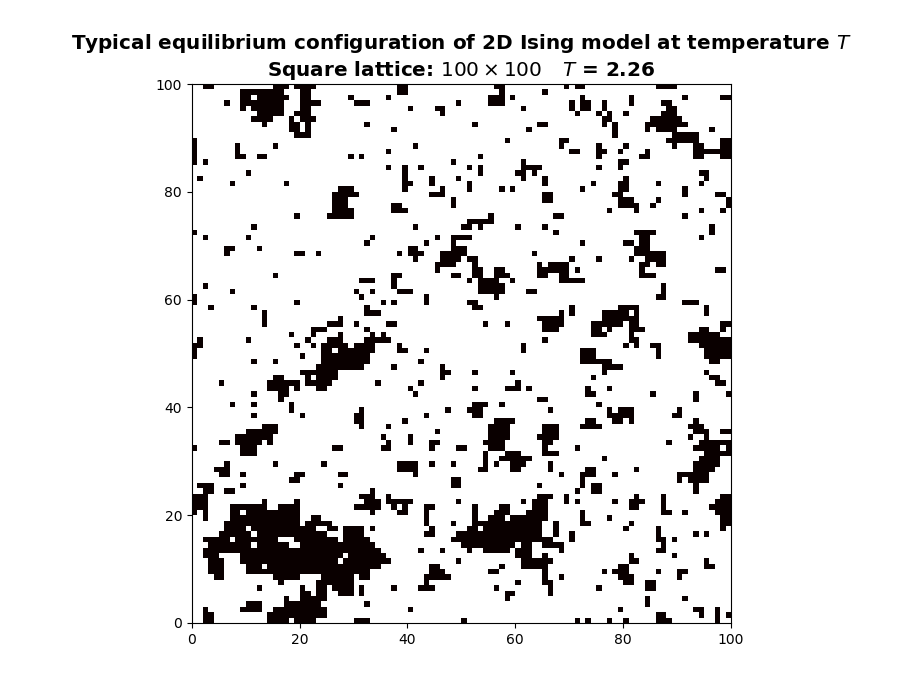 Typical equilibrium configuration of 2D Ising model at temperature T
Square lattice: 100 × 100 T = 2.26
100
80
60
40
20
0
0 20 40 60 80 100